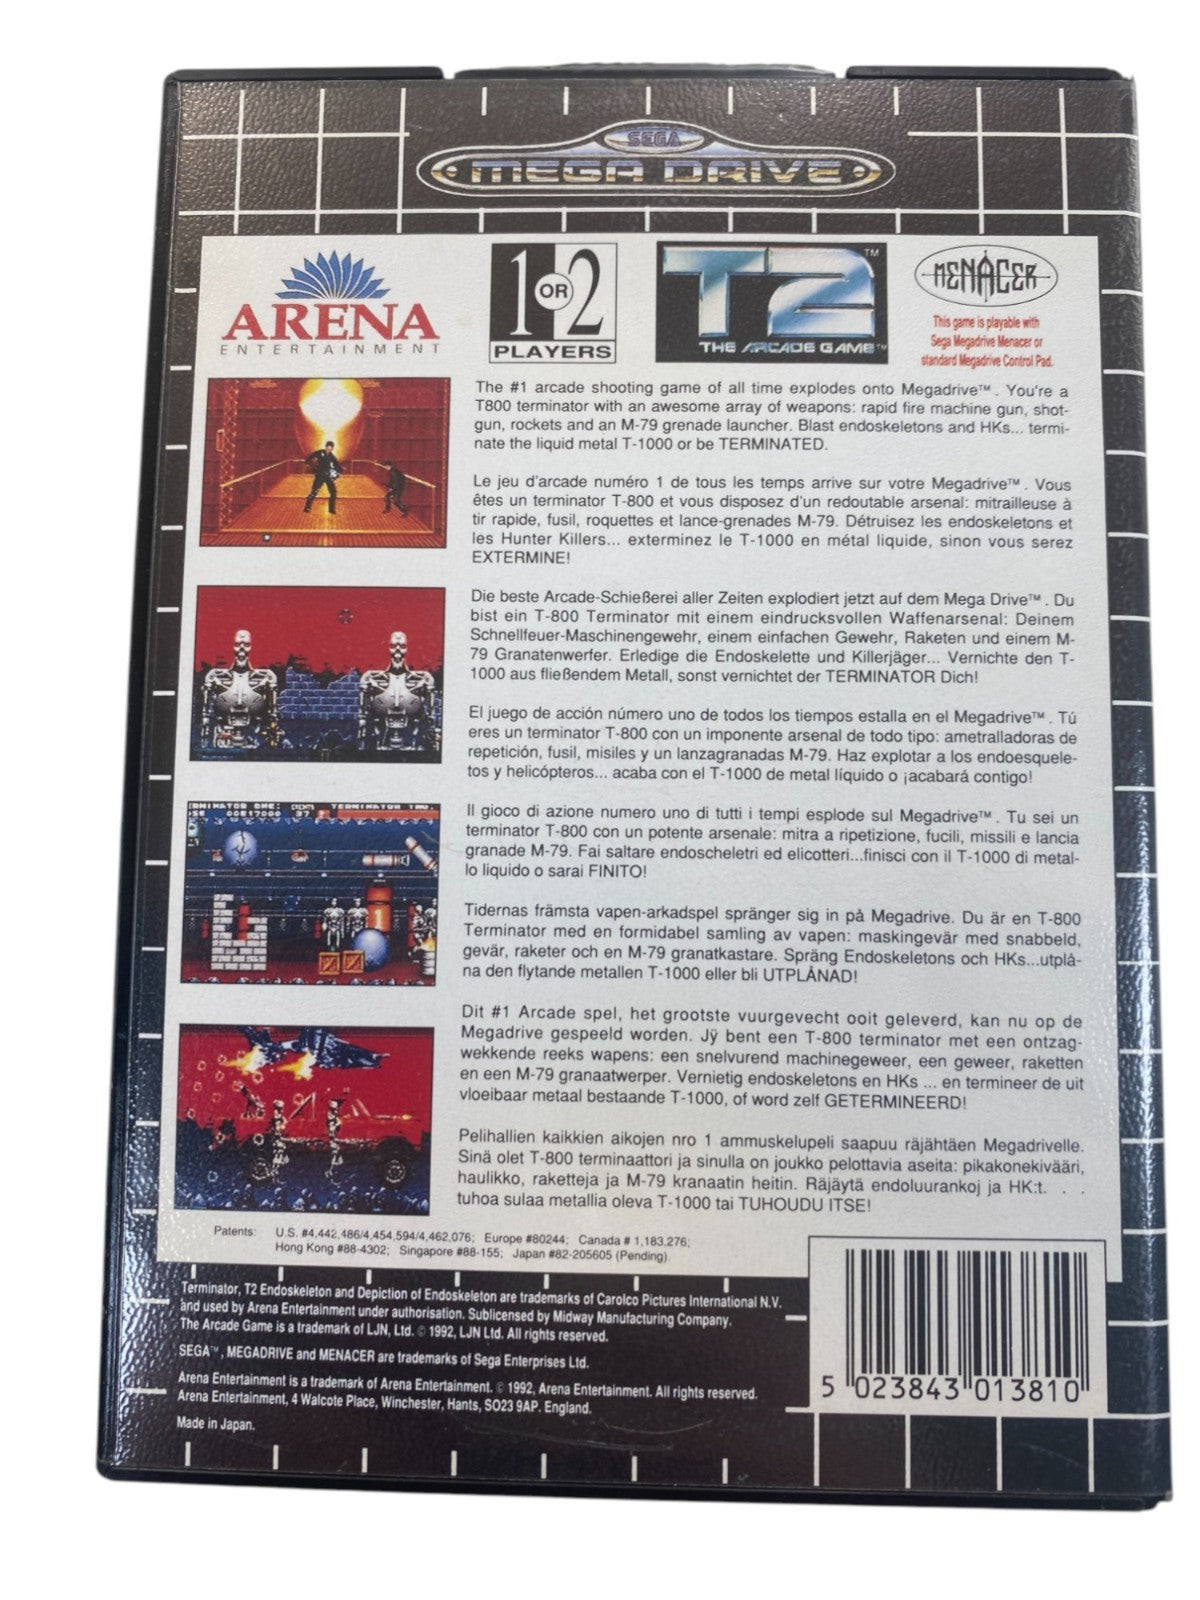 SEGA
MEGA DRIVE
ARENA
ENTERTAINMENT
1 OR 2
PLAYERS
T2™
THE ARCADE GAME™
MENACER
This game is playable with
Sega Megadrive Menacer or
standard Megadrive Control Pad.
The #1 arcade shooting game of all time explodes onto Megadrive™. You're a
T800 terminator with an awesome array of weapons: rapid fire machine gun, shot-
gun, rockets and an M-79 grenade launcher. Blast endoskeletons and HKs... termi-
nate the liquid metal T-1000 or be TERMINATED.
Le jeu d'arcade numéro 1 de tous les temps arrive sur votre Megadrive™. Vous
êtes un terminator T-800 et vous disposez d'un redoutable arsenal: mitrailleuse à
tir rapide, fusil, roquettes et lance-grenades M-79. Détruisez les endoskeletons et
les Hunter Killers... exterminez le T-1000 en métal liquide, sinon vous serez
EXTERMINE!
Die beste Arcade-Schießerei aller Zeiten explodiert jetzt auf dem Mega Drive™. Du
bist ein T-800 Terminator mit einem eindrucksvollen Waffenarsenal: Deinem
Schnellfeuer-Maschinengewehr, einem einfachen Gewehr, Raketen und einem M-
79 Granatenwerfer. Erledige die Endoskelette und Killerjäger... Vernichte den T-
1000 aus fließendem Metall, sonst vernichtet der TERMINATOR Dich!
El juego de acción número uno de todos los tiempos estalla en el Megadrive™. Tú
eres un terminator T-800 con un imponente arsenal de todo tipo: ametralladoras de
repetición, fusil, misiles y un lanzagranadas M-79. Haz explotar a los endoesquele-
tos y helicópteros... acaba con el T-1000 de metal líquido o ¡acabará contigo!
Il gioco di azione numero uno di tutti i tempi esplode sul Megadrive™. Tu sei un
terminator T-800 con un potente arsenale: mitra a ripetizione, fucili, missili e lancia
granade M-79. Fai saltare endoscheletri ed elicotteri...finisci con il T-1000 di metal-
lo liquido o sarai FINITO!
Tidernas främsta vapen-arkadspel spränger sig in på Megadrive. Du är en T-800
Terminator med en formidabel samling av vapen: maskingevär med snabbeld,
gevär, raketer och en M-79 granatkastare. Spräng Endoskeletons och HKs...utplå-
na den flytande metallen T-1000 eller bli UTPLÅNAD!
Dit #1 Arcade spel, het grootste vuurgevecht ooit geleverd, kan nu op de
Megadrive gespeeld worden. Jÿ bent een T-800 terminator met een ontzag-
wekkende reeks wapens: een snelvurend machinegeweer, een geweer, raketten
en een M-79 granaatwerper. Vernietig endoskeletons en HKs ... en termineer de uit
vloeibaar metaal bestaande T-1000, of word zelf GETERMINEERD!
Pelihallien kaikkien aikojen nro 1 ammuskelupeli saapuu räjähtäen Megadrivelle.
Sinä olet T-800 terminaattori ja sinulla on joukko pelottavia aseita: pikakonekivääri,
haulikko, raketteja ja M-79 kranaatin heitin. Räjäytä endoluurankoj ja HK:t. . .
tuhoa sulaa metallia oleva T-1000 tai TUHOUDU ITSE!
Patents: U.S. #4,442,486/4,454,594/4,462,076; Europe #80244; Canada # 1,183,276;
Hong Kong #88-4302; Singapore #88-155; Japan #82-205605 (Pending).
Terminator, T2 Endoskeleton and Depiction of Endoskeleton are trademarks of Carolco Pictures International N.V.
and used by Arena Entertainment under authorisation. Sublicensed by Midway Manufacturing Company.
The Arcade Game is a trademark of LJN, Ltd. © 1992, LJN Ltd. All rights reserved.
SEGA™, MEGADRIVE and MENACER are trademarks of Sega Enterprises Ltd.
Arena Entertainment is a trademark of Arena Entertainment. © 1992, Arena Entertainment. All rights reserved.
Arena Entertainment, 4 Walcote Place, Winchester, Hants, SO23 9AP. England.
Made in Japan.
5 023843 013810